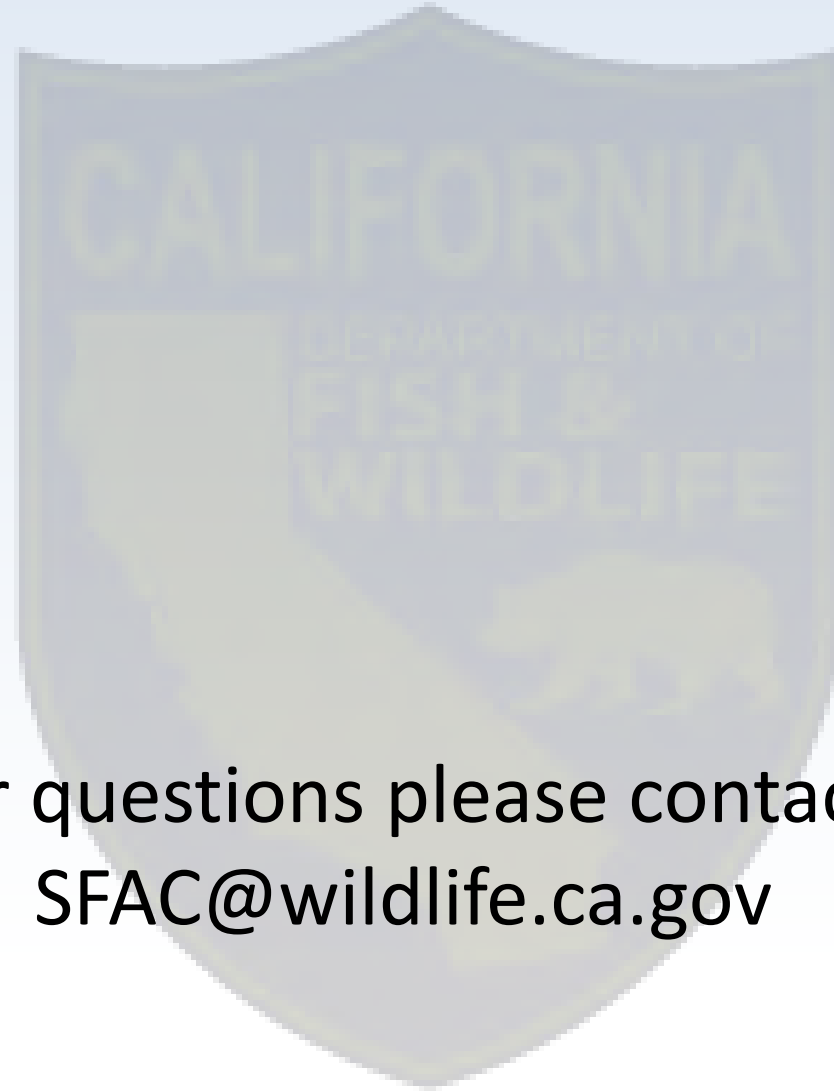 CALIFORNIA
DEPARTMENT OF
FISH &
WILDLIFE
r questions please contac
SFAC@wildlife.ca.gov